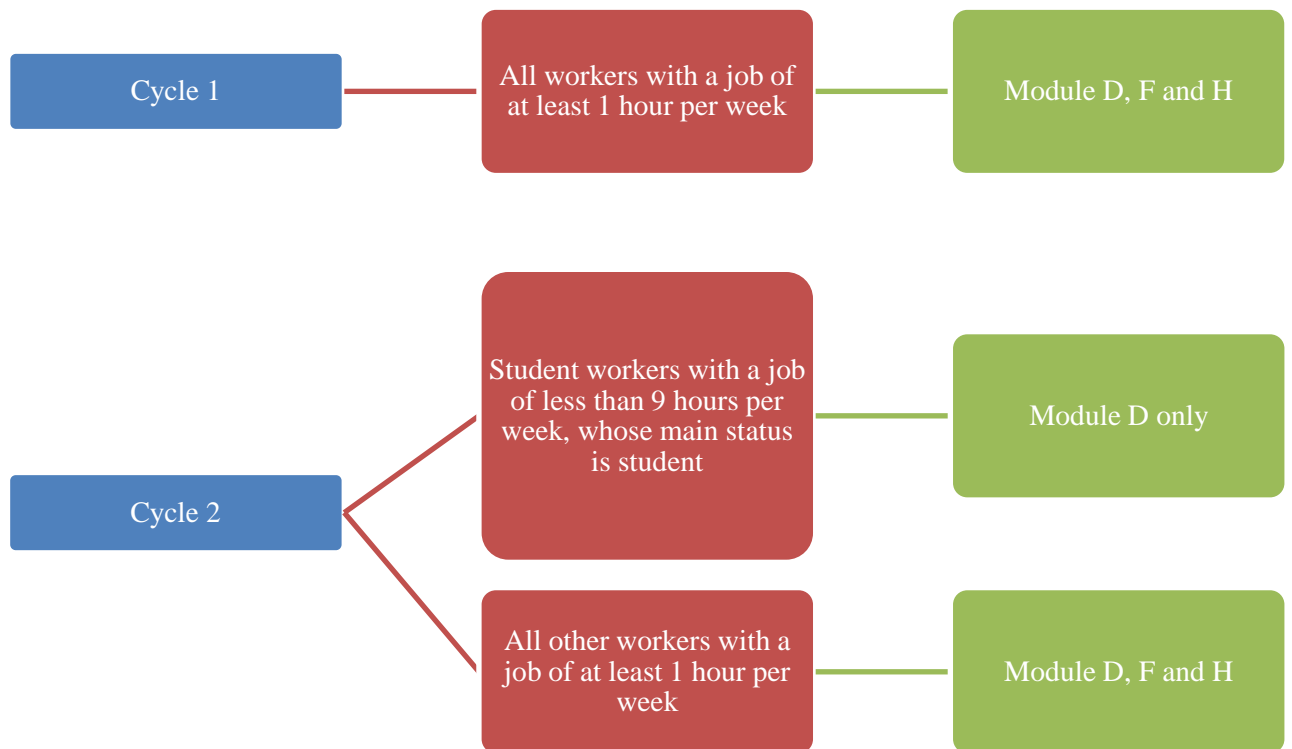 Cycle 1
All workers with a job of
at least 1 hour per week
Module D, F and H
Cycle 2
Student workers with a job
of less than 9 hours per
week, whose main status
is student
Module D only
All other workers with a
job of at least 1 hour per
week
Module D, F and H